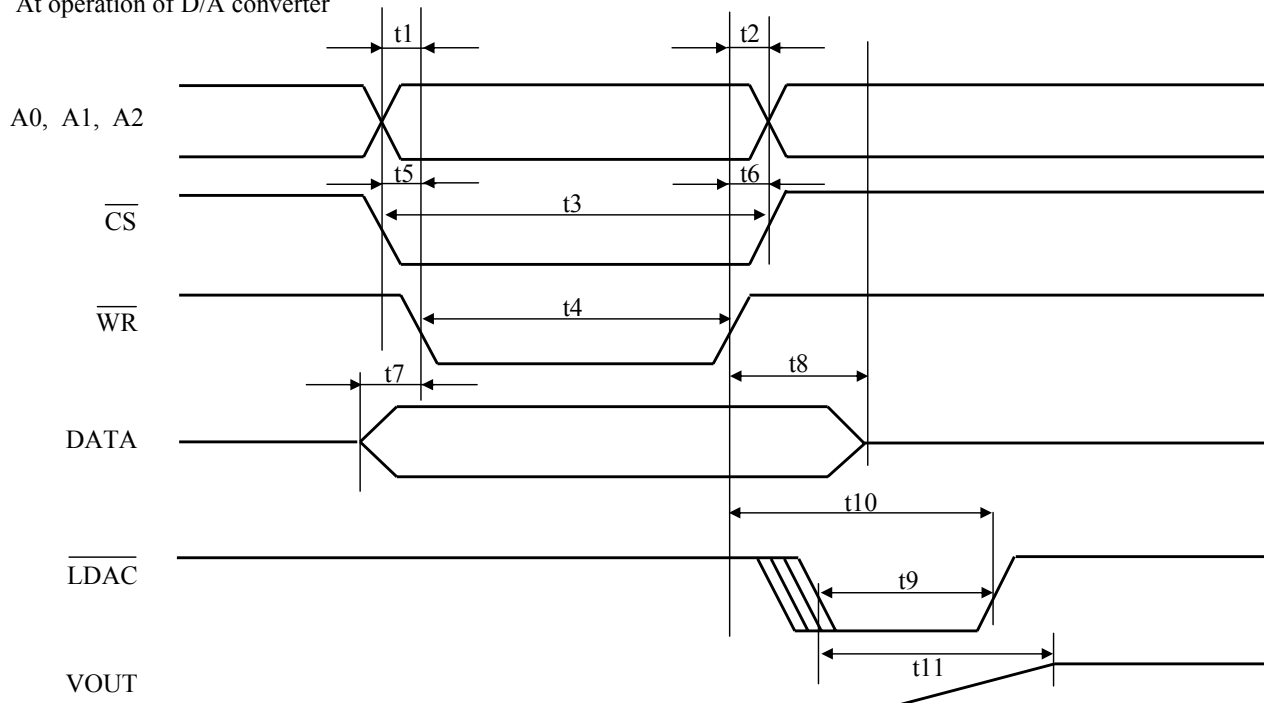 At operation of D/A converter
t1 t2
A0, A1, A2
t5 t6
t3
CS
t4
WR
t8
t7
DATA
t10
LDAC
t9
t11
VOUT